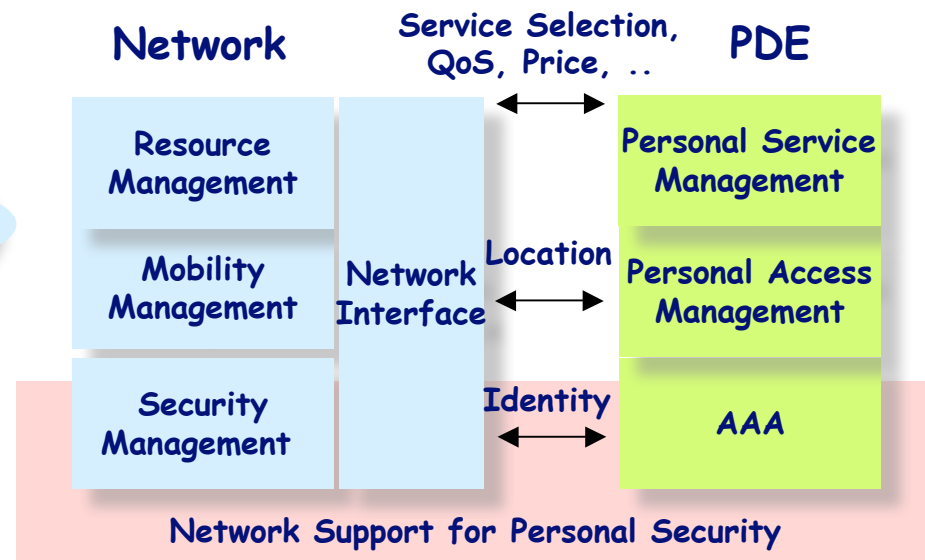 Network
Service Selection,
QoS, Price, ..
PDE
Resource
Management
Personal Service
Management
Mobility
Management
Network
Interface
Location
Personal Access
Management
Security
Management
Identity
AAA
Network Support for Personal Security